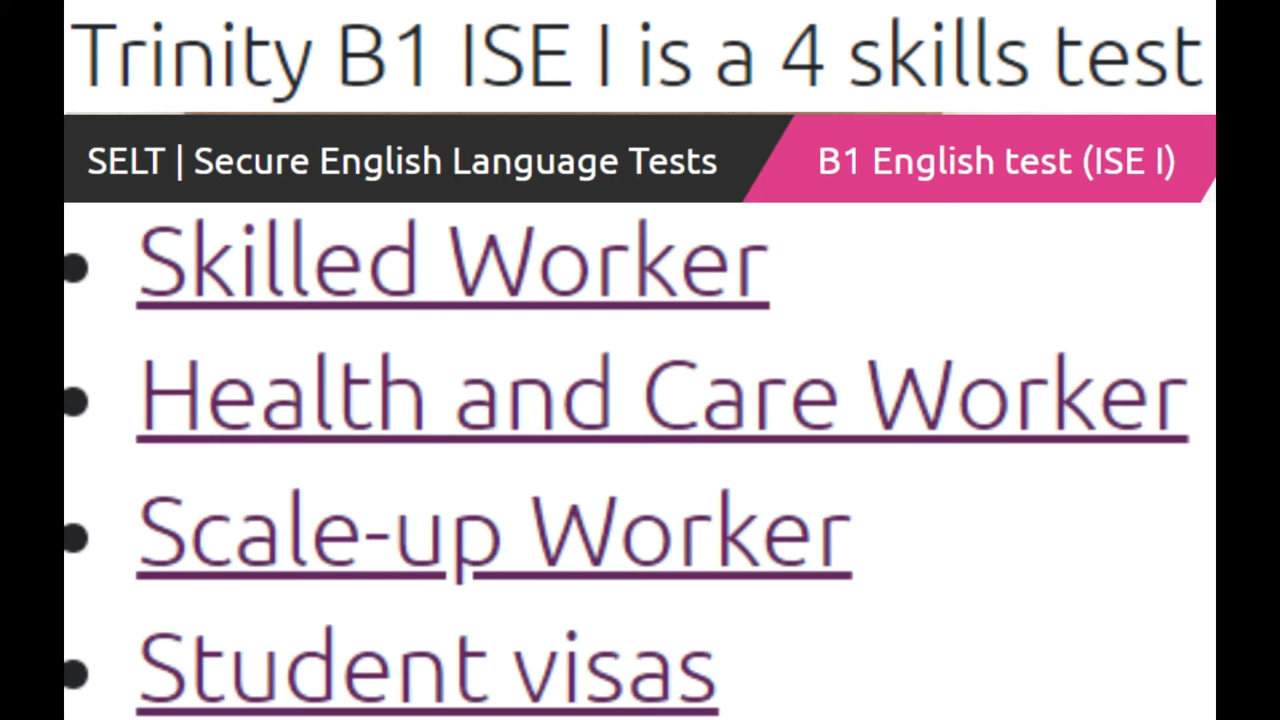 Trinity B1 ISE I is a 4 skills test
SELT | Secure English Language Tests
B1 English test (ISE I)
• Skilled Worker
• Health and Care Worker
• Scale-up Worker
• Student visas